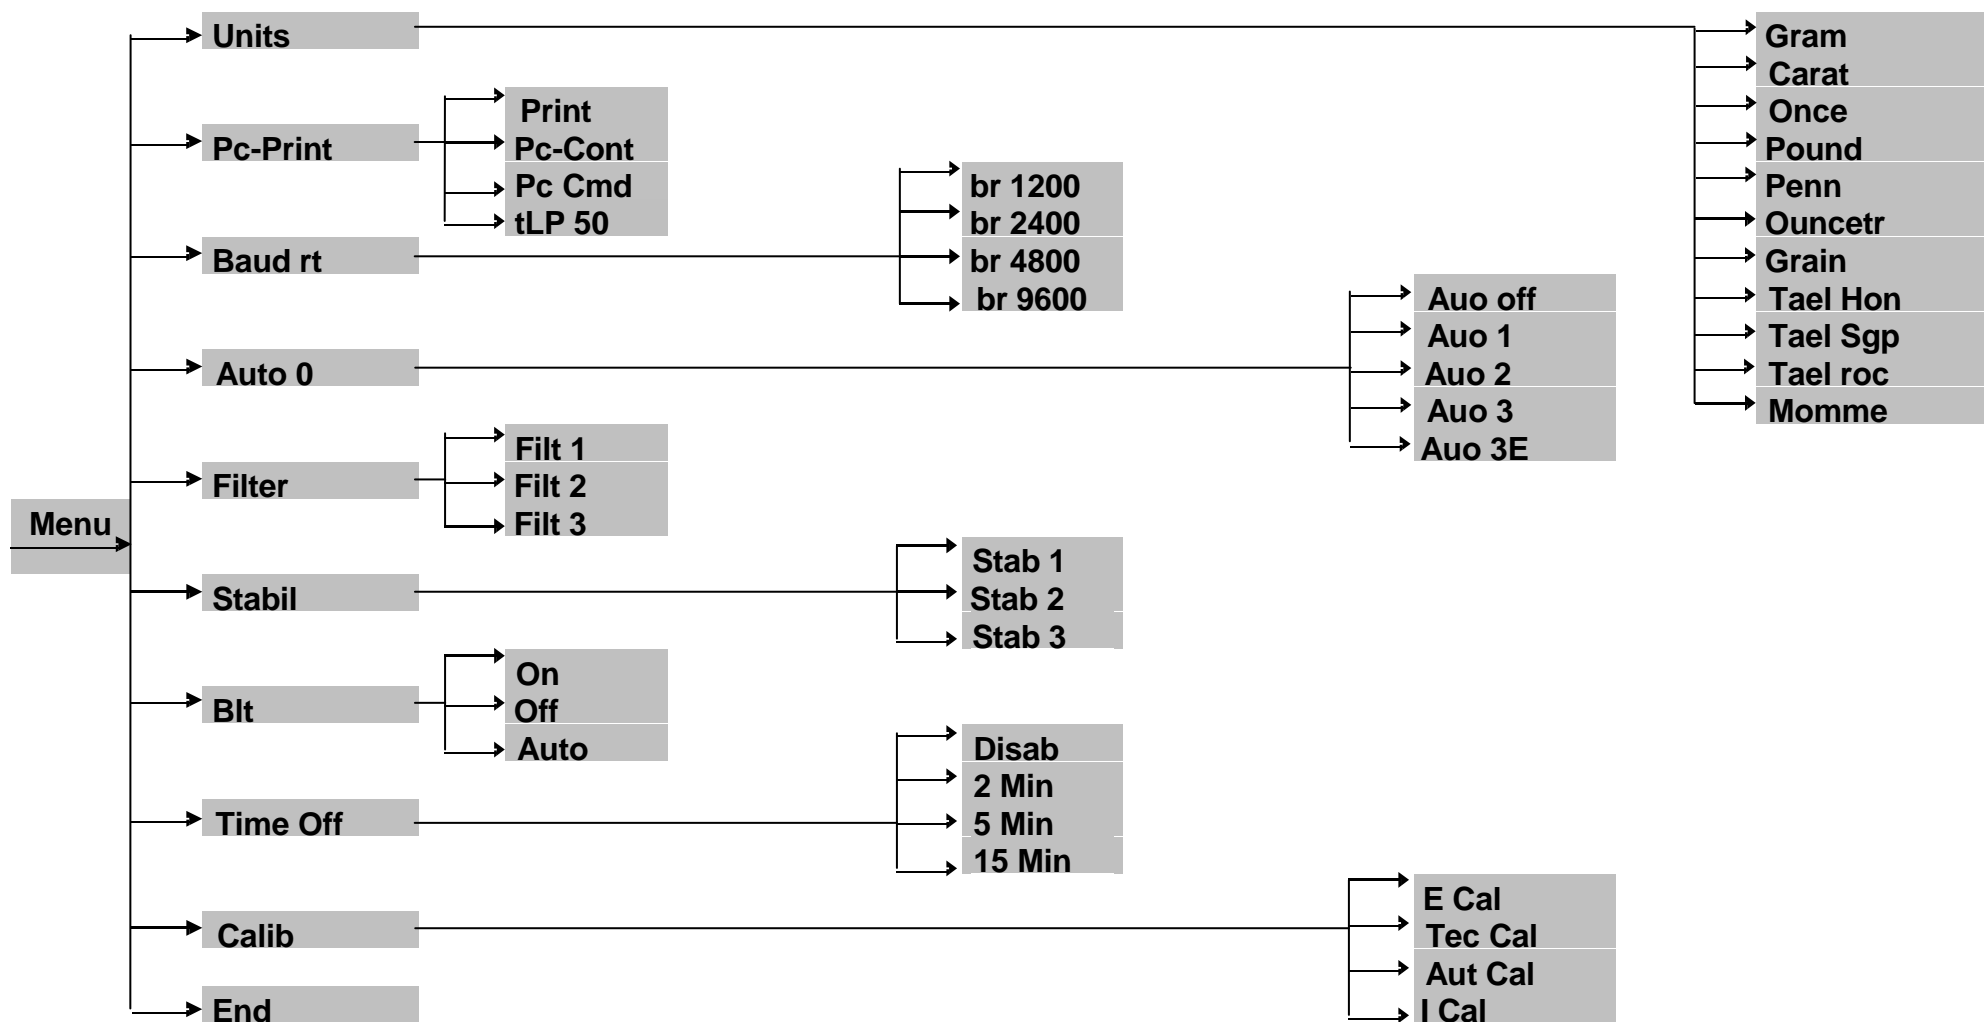 Menu
Units
Gram
Carat
Once
Pound
Penn
Ouncetr
Grain
Tael Hon
Tael Sgp
Tael roc
Momme
Pc-Print
Print
Pc-Cont
Pc Cmd
tLP 50
Baud rt
br 1200
br 2400
br 4800
br 9600
Auto 0
Auo off
Auo 1
Auo 2
Auo 3
Auo 3E
Filter
Filt 1
Filt 2
Filt 3
Stabil
Stab 1
Stab 2
Stab 3
Blt
On
Off
Auto
Time Off
Disab
2 Min
5 Min
15 Min
Calib
E Cal
Tec Cal
Aut Cal
I Cal
End